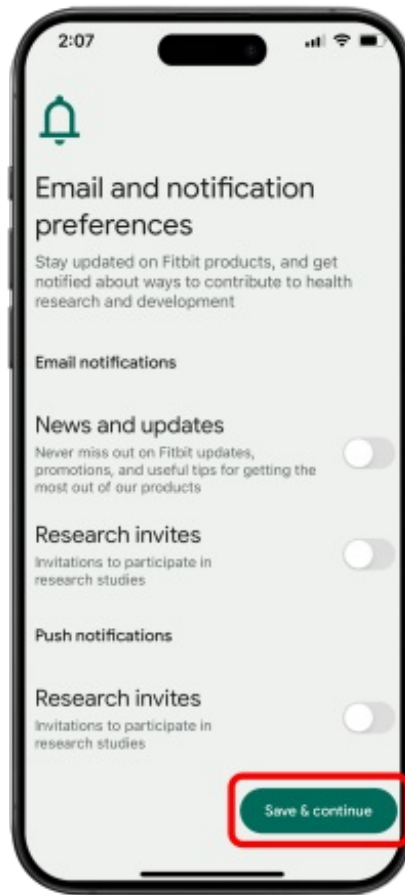 2:07
Email and notification
preferences
Stay updated on Fitbit products, and get
notified about ways to contribute to health
research and development
Email notifications
News and updates
Never miss out on Fitbit updates,
promotions, and useful tips for getting the
most out of our products
Research invites
Invitations to participate in
research studies
Push notifications
Research invites
Invitations to participate in
research studies
Save & continue